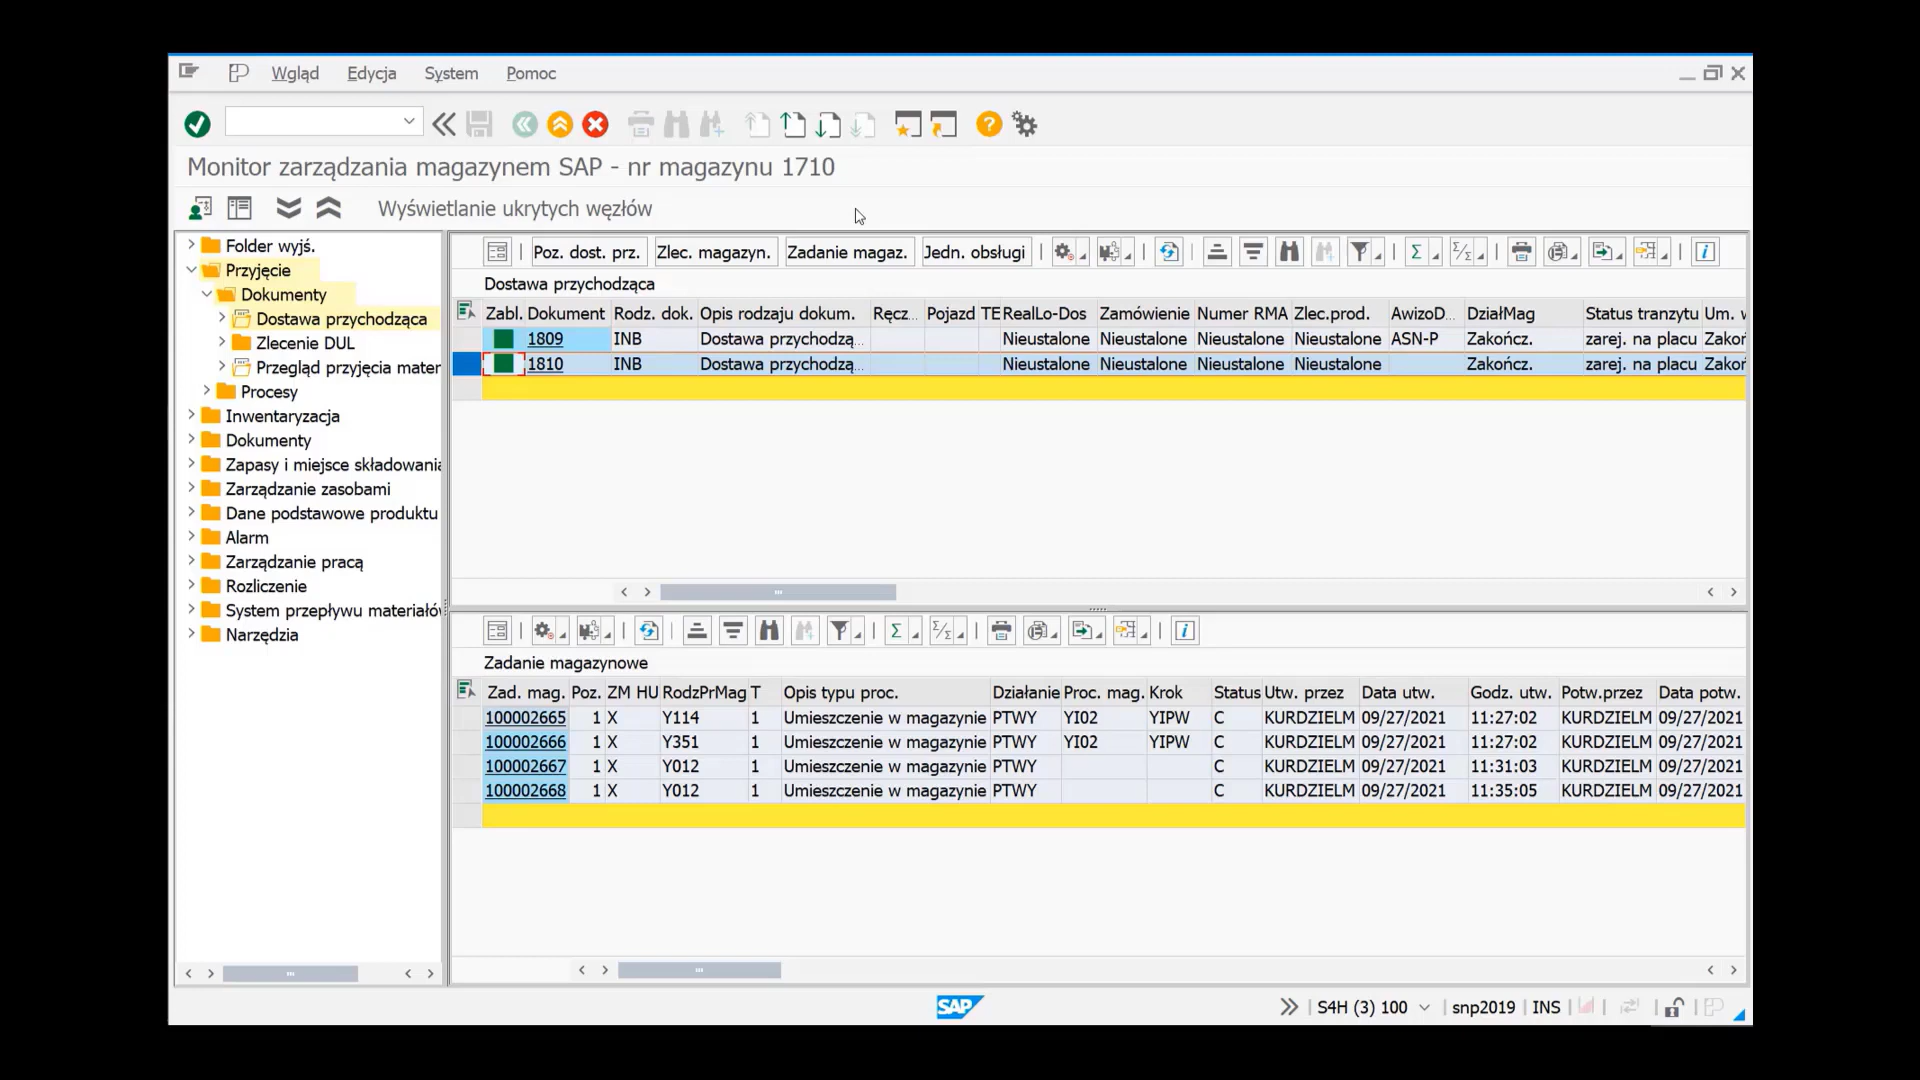 Wgląd Edycja System Pomoc
Monitor zarządzania magazynem SAP - nr magazynu 1710
Wyświetlanie ukrytych węzłów
Folder wyjś.
Przyjęcie
Dokumenty
Dostawa przychodząca
Zlecenie DUL
Przegląd przyjęcia mater
Procesy
Inwentaryzacja
Dokumenty
Zapasy i miejsce składowania
Zarządzanie zasobami
Dane podstawowe produktu
Alarm
Zarządzanie pracą
Rozliczenie
System przepływu materiałów
Narzędzia
Poz. dost. prz. Zlec. magazyn. Zadanie magaz. Jedn. obsługi
Dostawa przychodząca
Zabl. Dokument Rodz. dok. Opis rodzaju dokum. Ręcz... Pojazd TE RealLo-Dos Zamówienie Numer RMA Zlec.prod. AwizoD... DziałMag Status tranzytu Um. w
1809 INB Dostawa przychodzą... Nieustalone Nieustalone Nieustalone Nieustalone ASN-P Zakończ. zarej. na placu Zakoń
1810 INB Dostawa przychodzą... Nieustalone Nieustalone Nieustalone Nieustalone Zakończ. zarej. na placu Zakoń
Zadanie magazynowe
Zad. mag. Poz. ZM HU RodzPrMag T Opis typu proc. Działanie Proc. mag. Krok Status Utw. przez Data utw. Godz. utw. Potw.przez Data potw.
100002665 1 X Y114 1 Umieszczenie w magazynie PTWY YI02 YIPW C KURDZIELM 09/27/2021 11:27:02 KURDZIELM 09/27/2021
100002666 1 X Y351 1 Umieszczenie w magazynie PTWY YI02 YIPW C KURDZIELM 09/27/2021 11:27:02 KURDZIELM 09/27/2021
100002667 1 X Y012 1 Umieszczenie w magazynie PTWY C KURDZIELM 09/27/2021 11:31:03 KURDZIELM 09/27/2021
100002668 1 X Y012 1 Umieszczenie w magazynie PTWY C KURDZIELM 09/27/2021 11:35:05 KURDZIELM 09/27/2021
SAP S4H (3) 100 snp2019 INS